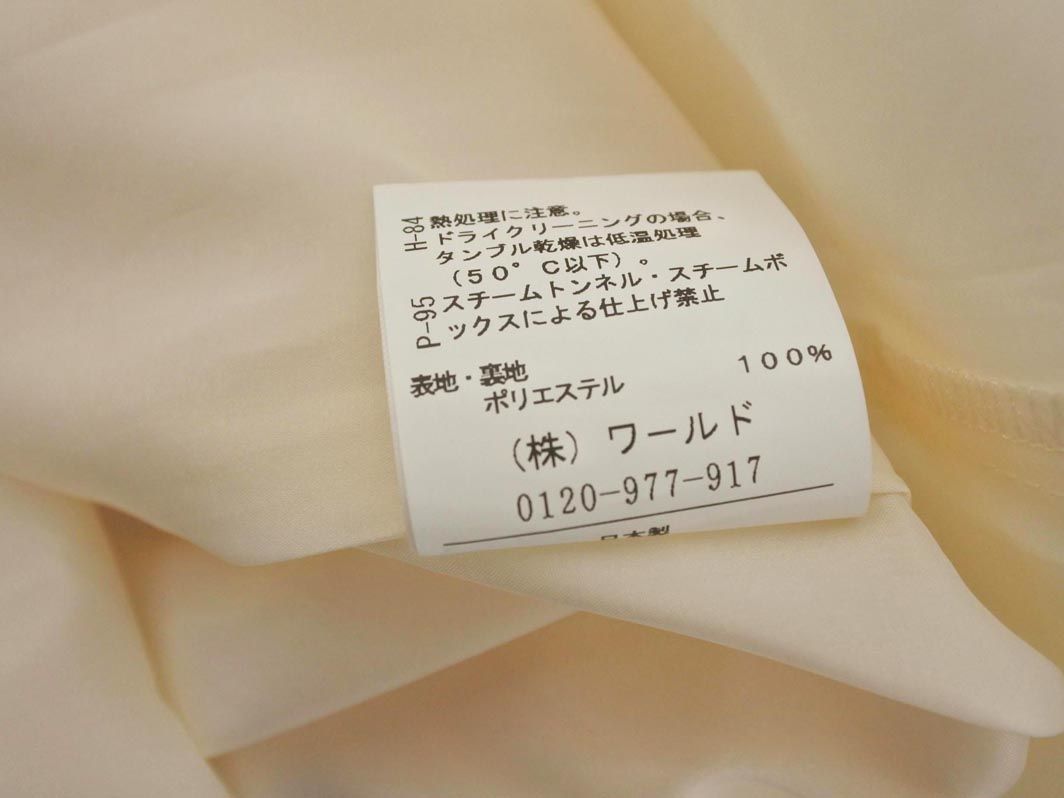 H-84 熱処理に注意。
ドライクリーニングの場合、
タンブル乾燥は低温処理
（50°C以下）。
P-95 スチームトンネル・スチームボ
ックスによる仕上げ禁止
表地・裏地
ポリエステル 100%
（株）ワールド
0120-977-917
日本製